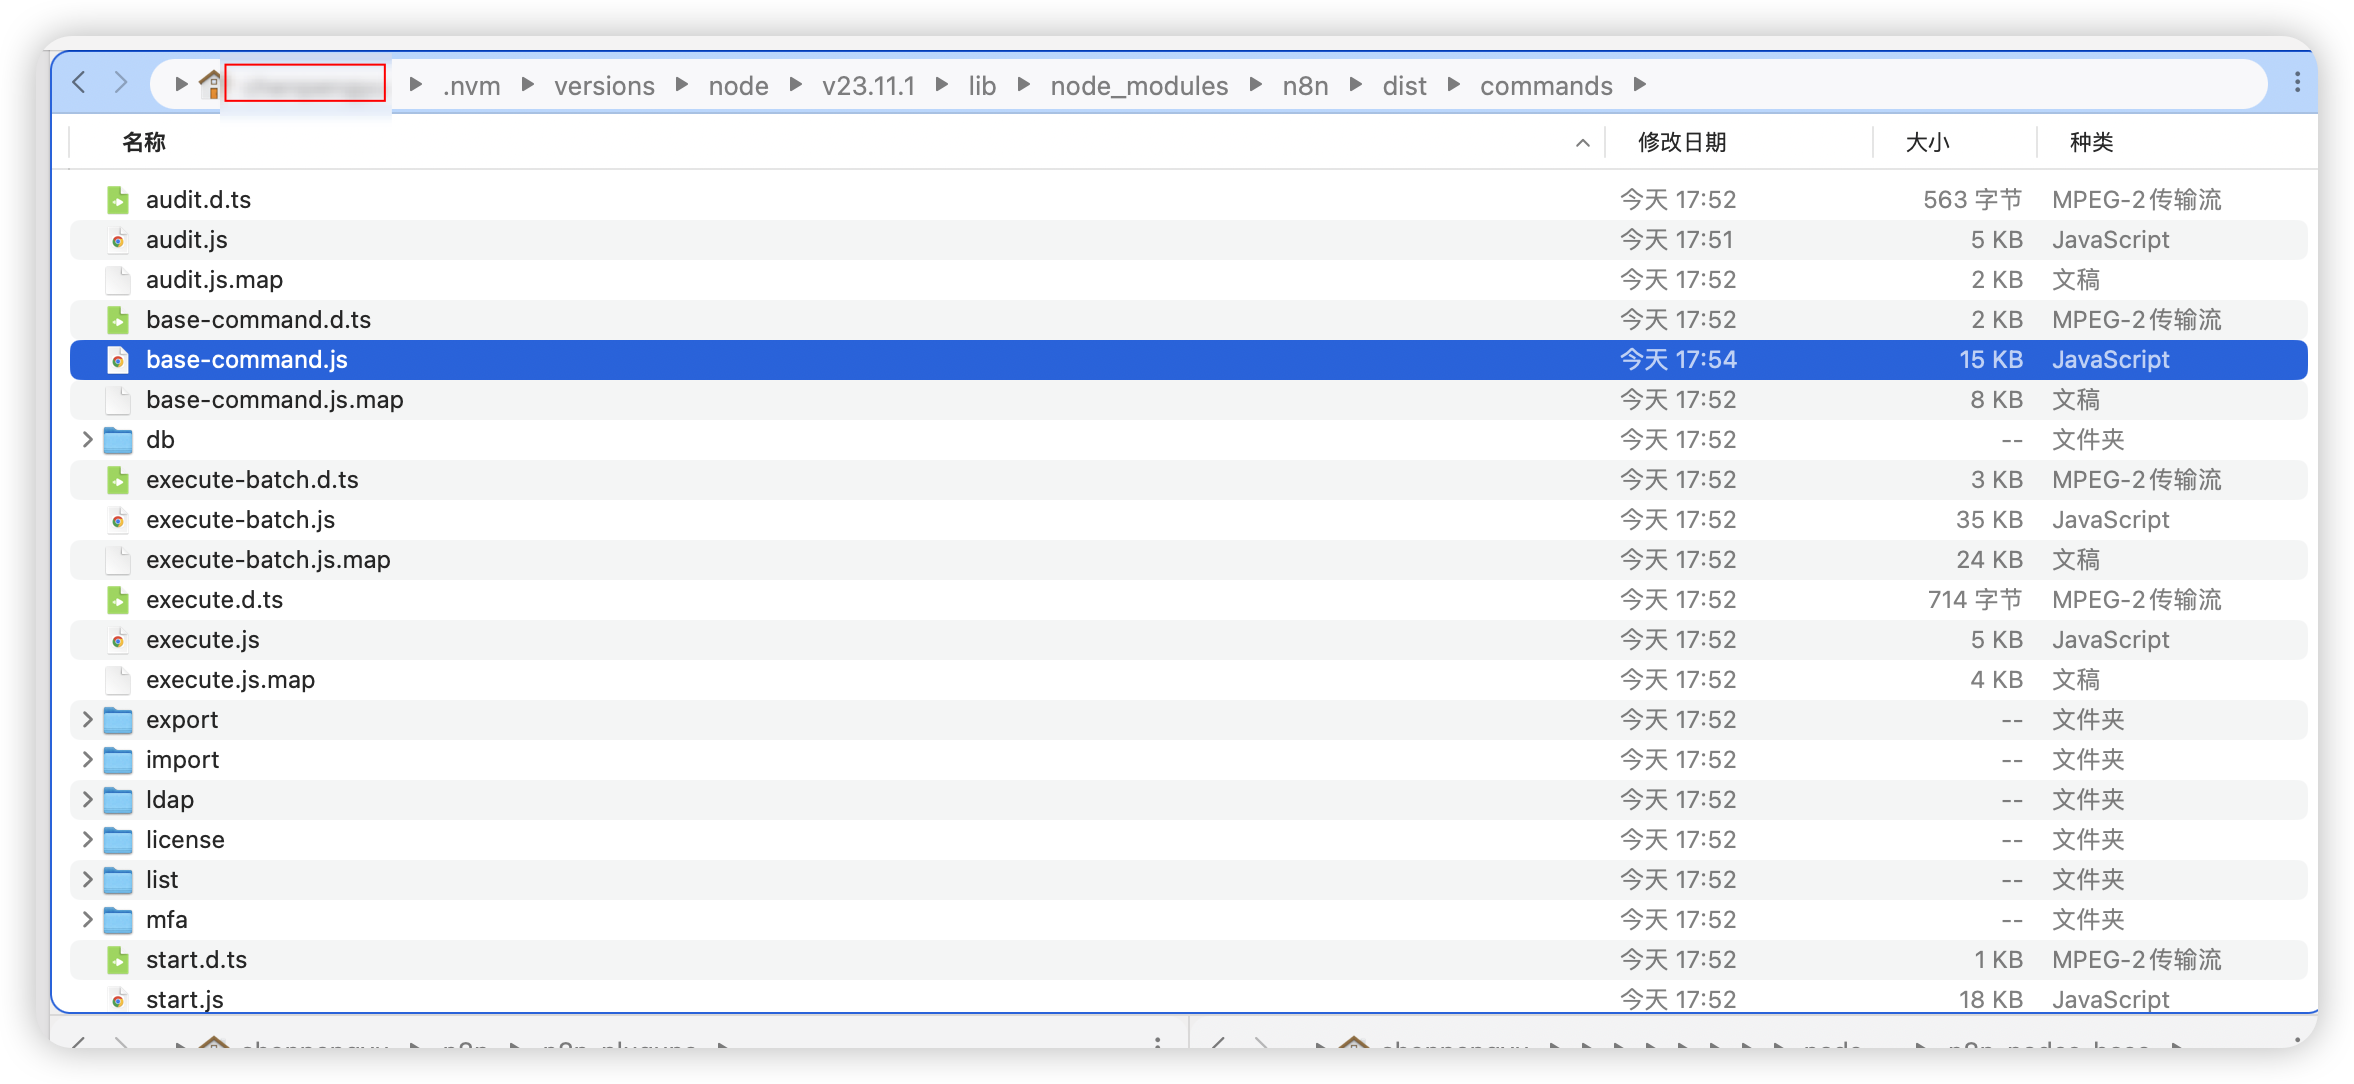 .nvm versions node v23.11.1 lib node_modules n8n dist commands
名称 修改日期 大小 种类
audit.d.ts 今天 17:52 563 字节 MPEG-2传输流
audit.js 今天 17:51 5 KB JavaScript
audit.js.map 今天 17:52 2 KB 文稿
base-command.d.ts 今天 17:52 2 KB MPEG-2传输流
base-command.js 今天 17:54 15 KB JavaScript
base-command.js.map 今天 17:52 8 KB 文稿
db 今天 17:52 -- 文件夹
execute-batch.d.ts 今天 17:52 3 KB MPEG-2传输流
execute-batch.js 今天 17:52 35 KB JavaScript
execute-batch.js.map 今天 17:52 24 KB 文稿
execute.d.ts 今天 17:52 714 字节 MPEG-2传输流
execute.js 今天 17:52 5 KB JavaScript
execute.js.map 今天 17:52 4 KB 文稿
export 今天 17:52 -- 文件夹
import 今天 17:52 -- 文件夹
ldap 今天 17:52 -- 文件夹
license 今天 17:52 -- 文件夹
list 今天 17:52 -- 文件夹
mfa 今天 17:52 -- 文件夹
start.d.ts 今天 17:52 1 KB MPEG-2传输流
start.js 今天 17:52 18 KB JavaScript